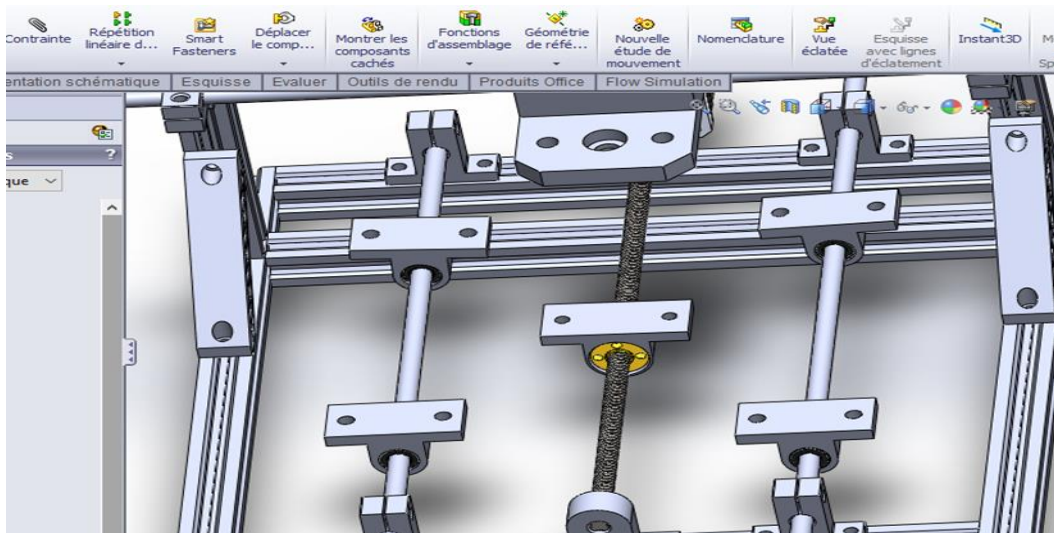 Contrainte
Répétition
linéaire d...
Smart
Fasteners
Déplacer
le comp...
Montrer les
composants
cachés
Fonctions
d'assemblage
Géométrie
de réfé...
Nouvelle
étude de
mouvement
Nomenclature
Vue
éclatée
Esquisse
avec lignes
d'éclatement
Instant3D
M
Sp
entation schématique Esquisse Evaluer Outils de rendu Produits Office Flow Simulation
s ?
que